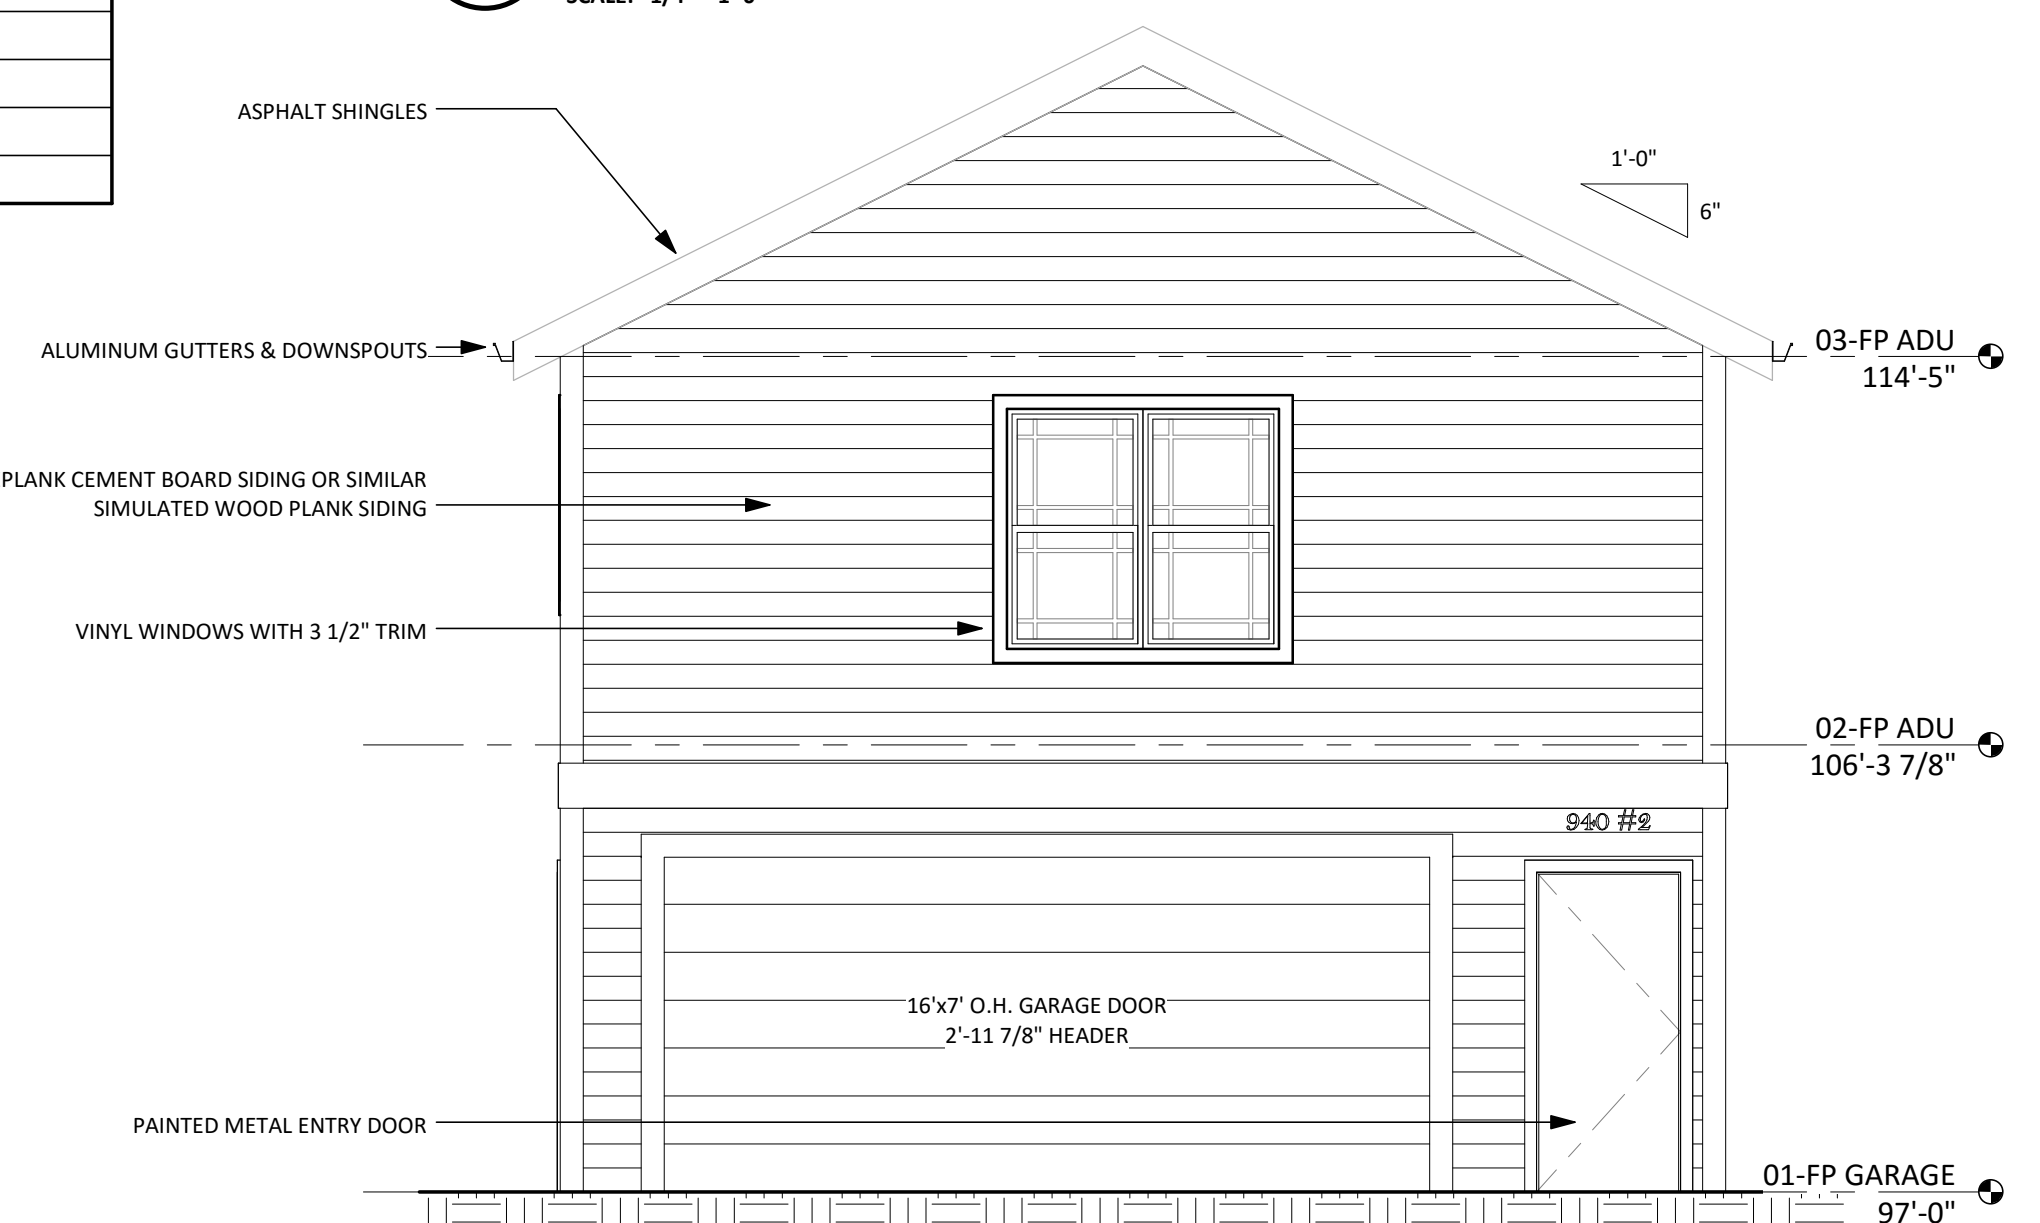 ASPHALT SHINGLES
1'-0"
6"
ALUMINUM GUTTERS & DOWNSPOUTS
03-FP ADU
114'-5"
PLANK CEMENT BOARD SIDING OR SIMILAR
SIMULATED WOOD PLANK SIDING
VINYL WINDOWS WITH 3 1/2" TRIM
02-FP ADU
106'-3 7/8"
940 #2
16'x7' O.H. GARAGE DOOR
2'-11 7/8" HEADER
PAINTED METAL ENTRY DOOR
01-FP GARAGE
97'-0"